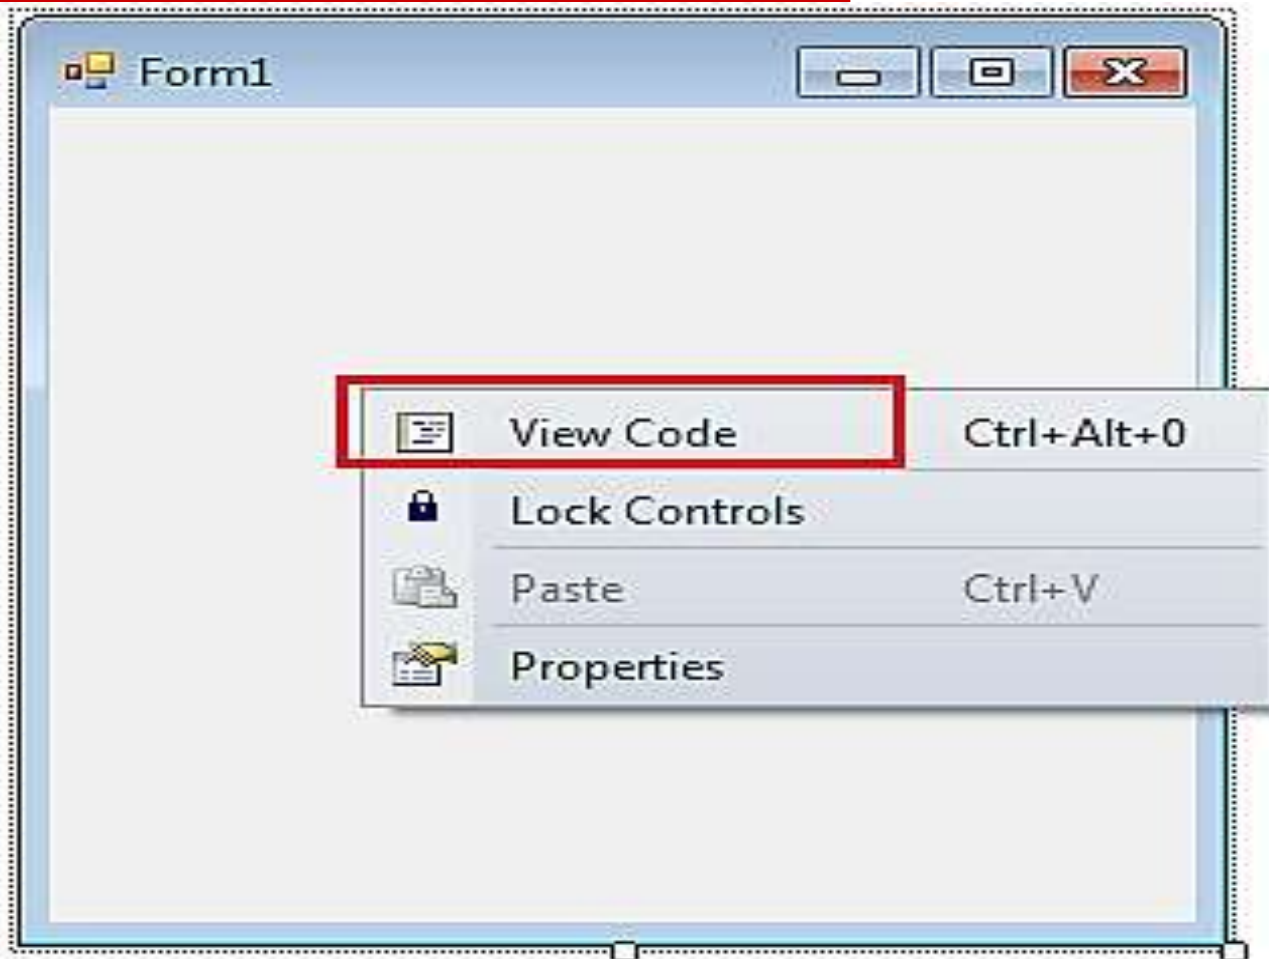 Form1
View Code Ctrl+Alt+0
Lock Controls
Paste Ctrl+V
Properties